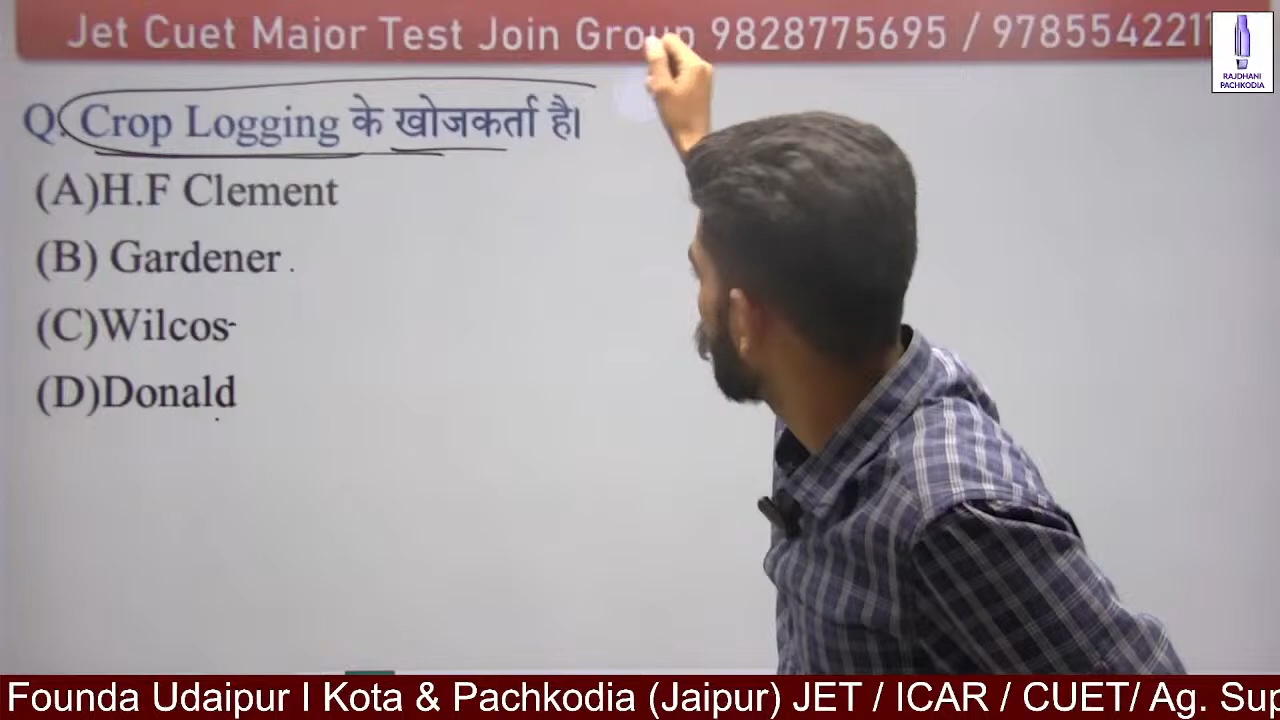 Jet Cuet Major Test Join Group 9828775695 / 9785542211
RAJDHANI
PACHKODIA
Q. Crop Logging के खोजकर्ता है।
(A)H.F Clement
(B) Gardener
(C)Wilcos
(D)Donald
Founda Udaipur I Kota & Pachkodia (Jaipur) JET / ICAR / CUET/ Ag. Sup